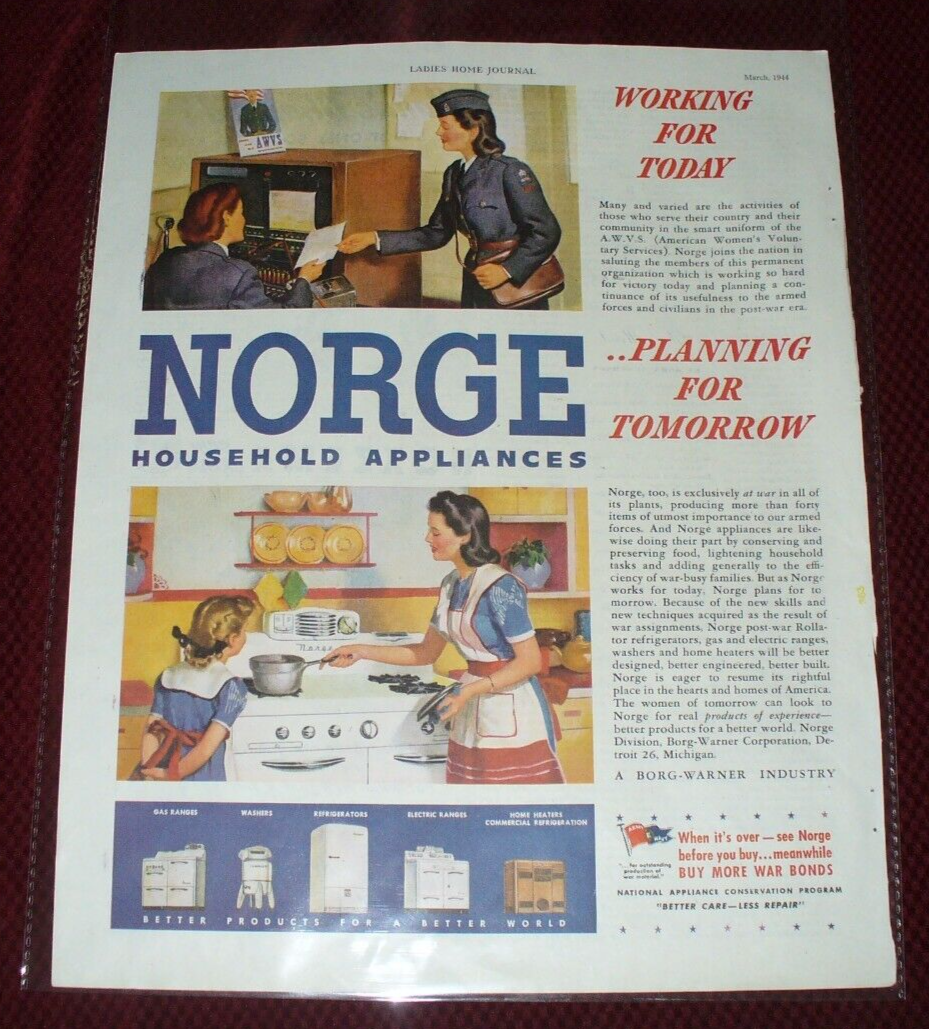 LADIES HOME JOURNAL
March, 1944
AWVS
WORKING
FOR
TODAY
Many and varied are the activities of
those who serve their country and their
community in the smart uniform of the
A.W.V.S. (American Women's Volun-
tary Services). Norge joins the nation in
saluting the members of this permanent
organization which is working so hard
for victory today and planning a con-
tinuance of its usefulness to the armed
forces and civilians in the post-war era.
NORGE
HOUSEHOLD APPLIANCES
..PLANNING
FOR
TOMORROW
Norge, too, is exclusively at war in all of
its plants, producing more than forty
items of utmost importance to our armed
forces. And Norge appliances are like-
wise doing their part by conserving and
preserving food, lightening household
tasks and adding generally to the effi-
ciency of war-busy families. But as Norge
works for today, Norge plans for to
morrow. Because of the new skills and
new techniques acquired as the result of
war assignments, Norge post-war Rolla-
tor refrigerators, gas and electric ranges,
washers and home heaters will be better
designed, better engineered, better built.
Norge is eager to resume its rightful
place in the hearts and homes of America.
The women of tomorrow can look to
Norge for real products of experience—
better products for a better world. Norge
Division, Borg-Warner Corporation, De-
troit 26, Michigan.
A BORG-WARNER INDUSTRY
Norge
GAS RANGES
WASHERS
REFRIGERATORS
ELECTRIC RANGES
HOME HEATERS
COMMERCIAL REFRIGERATION
BETTER PRODUCTS FOR A BETTER WORLD
"...for outstanding
production of
war material."
When it's over—see Norge
before you buy...meanwhile
BUY MORE WAR BONDS
NATIONAL APPLIANCE CONSERVATION PROGRAM
"BETTER CARE—LESS REPAIR"